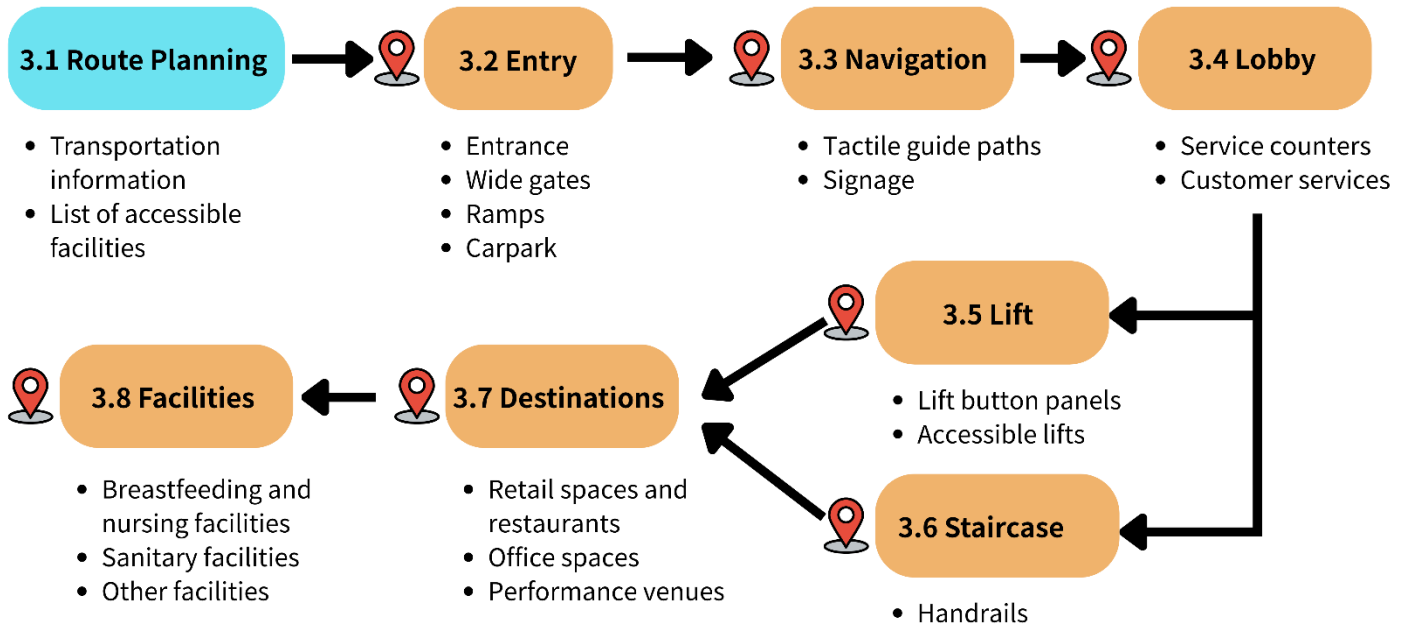 3.1 Route Planning
• Transportation
information
• List of accessible
facilities
3.2 Entry
• Entrance
• Wide gates
• Ramps
• Carpark
3.3 Navigation
• Tactile guide paths
• Signage
3.4 Lobby
• Service counters
• Customer services
3.5 Lift
• Lift button panels
• Accessible lifts
3.6 Staircase
• Handrails
3.7 Destinations
• Retail spaces and
restaurants
• Office spaces
• Performance venues
3.8 Facilities
• Breastfeeding and
nursing facilities
• Sanitary facilities
• Other facilities